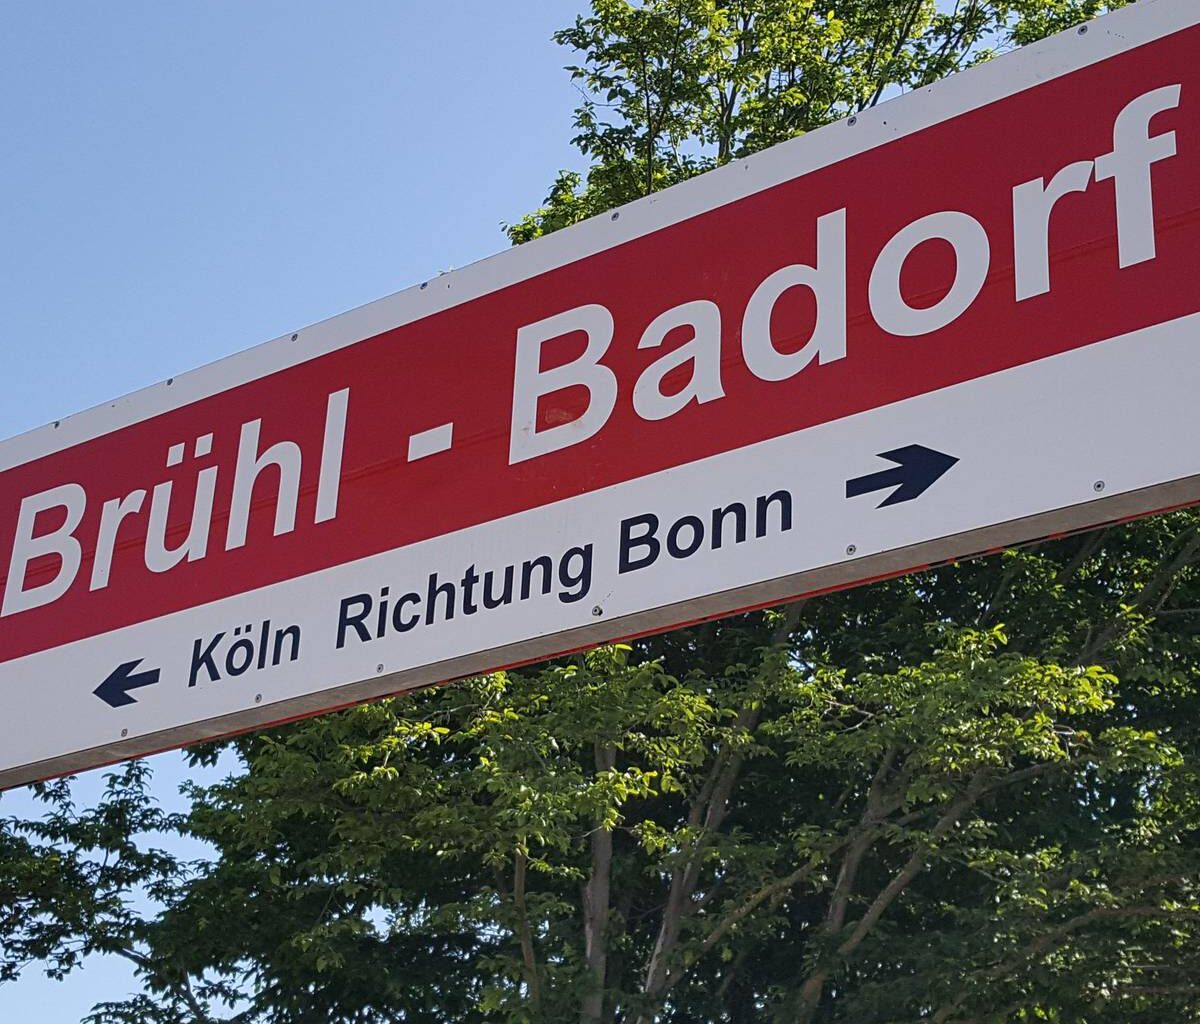 Brühl - Badorf
← Köln Richtung Bonn →